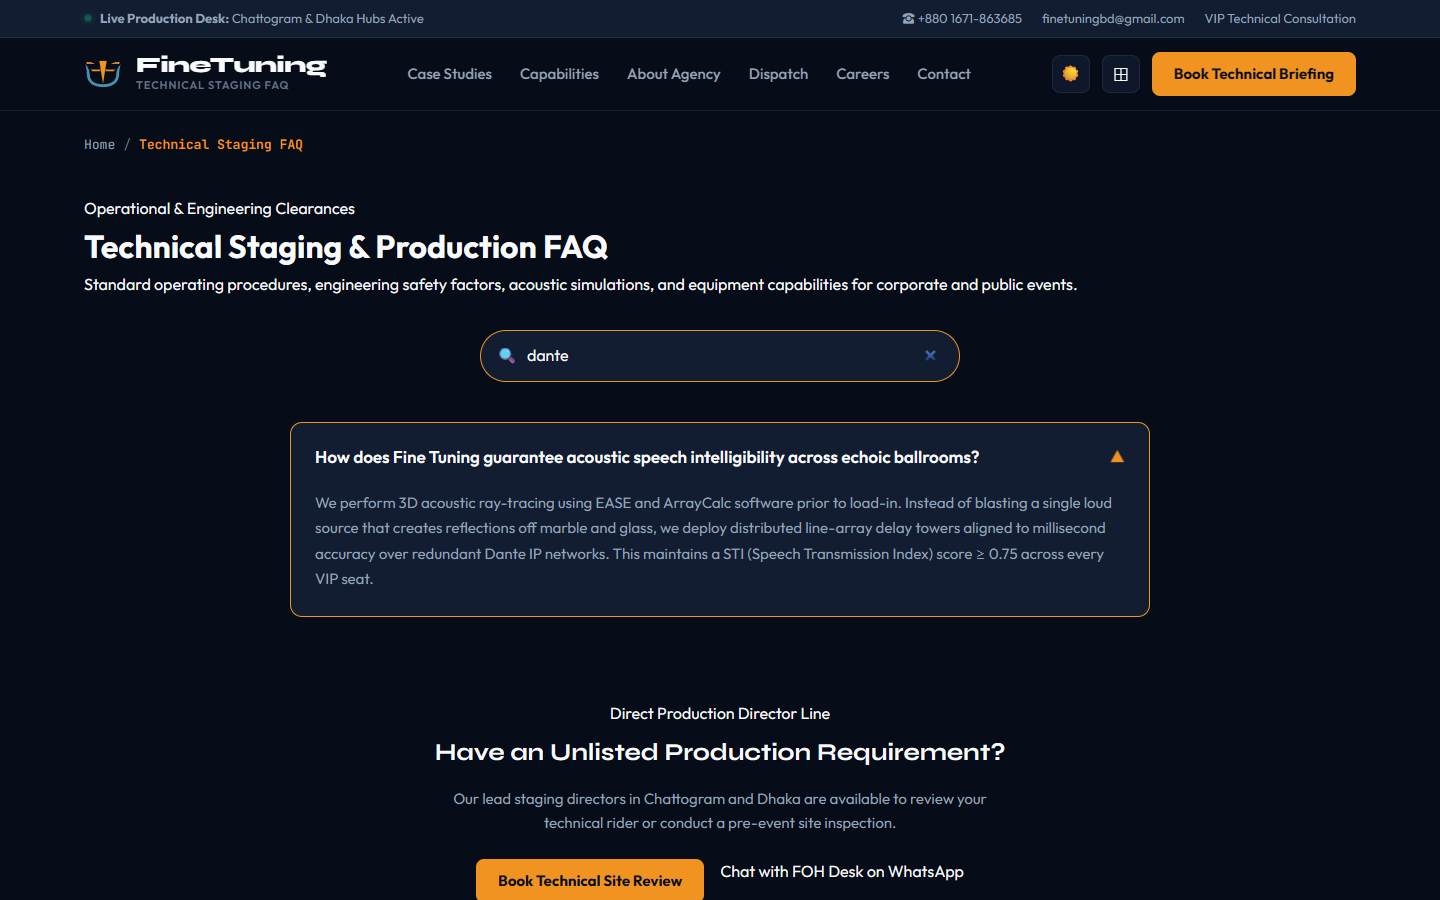 Live Production Desk: Chattogram & Dhaka Hubs Active
☎ +880 1671-863685
finetuningbd@gmail.com
VIP Technical Consultation
FineTuning
TECHNICAL STAGING FAQ
Case Studies
Capabilities
About Agency
Dispatch
Careers
Contact
Book Technical Briefing
Home / Technical Staging FAQ
Operational & Engineering Clearances
Technical Staging & Production FAQ
Standard operating procedures, engineering safety factors, acoustic simulations, and equipment capabilities for corporate and public events.
dante
How does Fine Tuning guarantee acoustic speech intelligibility across echoic ballrooms?
We perform 3D acoustic ray-tracing using EASE and ArrayCalc software prior to load-in. Instead of blasting a single loud
source that creates reflections off marble and glass, we deploy distributed line-array delay towers aligned to millisecond
accuracy over redundant Dante IP networks. This maintains a STI (Speech Transmission Index) score ≥ 0.75 across every
VIP seat.
Direct Production Director Line
Have an Unlisted Production Requirement?
Our lead staging directors in Chattogram and Dhaka are available to review your
technical rider or conduct a pre-event site inspection.
Book Technical Site Review
Chat with FOH Desk on WhatsApp